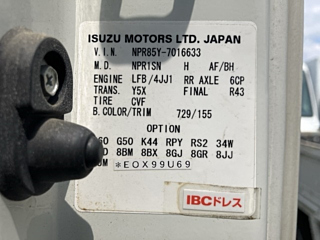 ISUZU MOTORS LTD. JAPAN
V.I.N. NPR85Y-7016633
M.D. NPR1SN H AF/BH
ENGINE LFB/4JJ1 RR AXLE 6CP
TRANS. Y5X FINAL R43
TIRE CVF
B.COLOR/TRIM 729/155
OPTION
G50 K44 RPY RS2 34W
8BM 8BX 8GJ 8GR 8JJ
*EOX99U69
IBCドレス